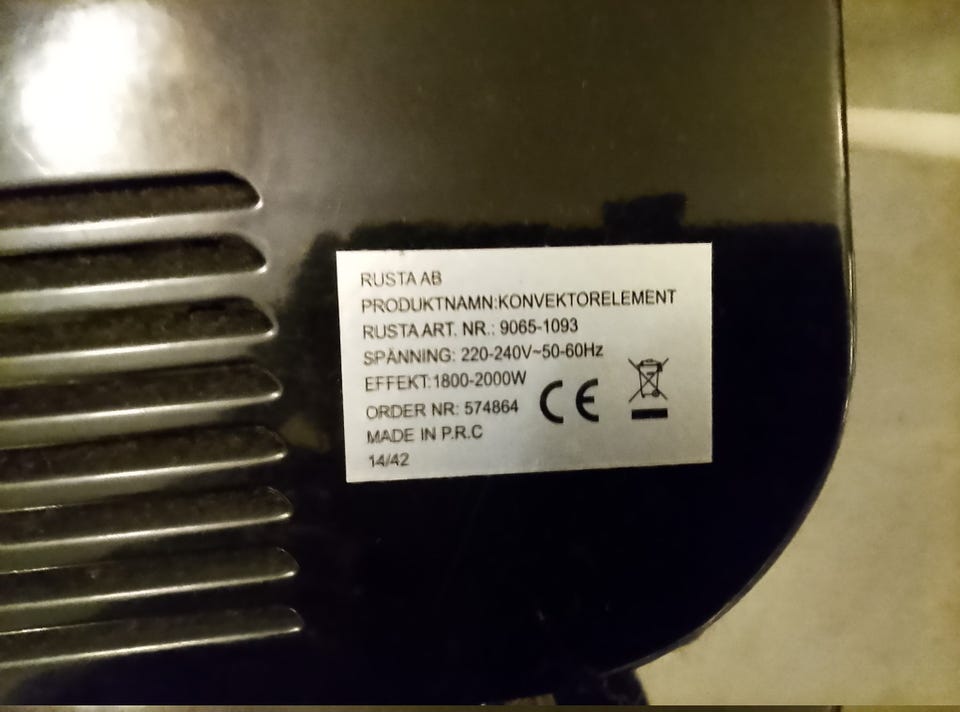 RUSTA AB
PRODUKTNAMN:KONVEKTORELEMENT
RUSTA ART. NR.: 9065-1093
SPÄNNING: 220-240V~50-60Hz
EFFEKT:1800-2000W
ORDER NR: 574864
MADE IN P.R.C
14/42
CE